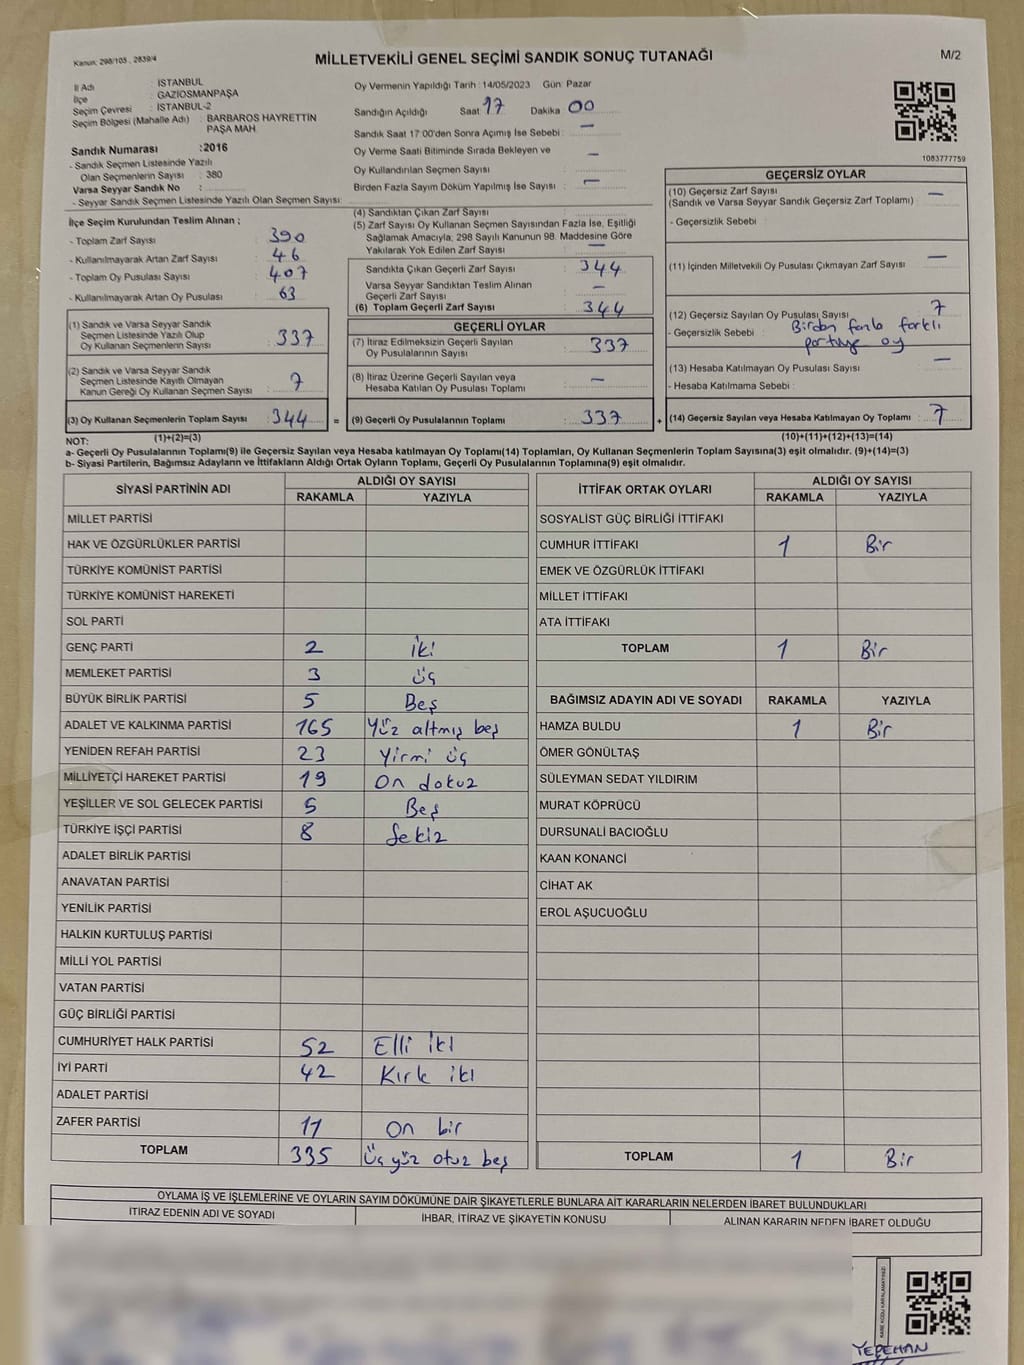 Kanun: 298/105 , 2839/4
MİLLETVEKİLİ GENEL SEÇİMİ SANDIK SONUÇ TUTANAĞI
M/2
İl Adı : İSTANBUL
İlçe : GAZİOSMANPAŞA
Seçim Çevresi : İSTANBUL-2
Seçim Bölgesi (Mahalle Adı) : BARBAROS HAYRETTİN
PAŞA MAH.
Sandık Numarası :2016
- Sandık Seçmen Listesinde Yazılı
Olan Seçmenlerin Sayısı : 380
Varsa Seyyar Sandık No :
- Seyyar Sandık Seçmen Listesinde Yazılı Olan Seçmen Sayısı:
Oy Vermenin Yapıldığı Tarih : 14/05/2023 Gün: Pazar
Sandığın Açıldığı Saat 17 Dakika 00
Sandık Saat 17:00'den Sonra Açımış İse Sebebi : —
Oy Verme Saati Bitiminde Sırada Bekleyen ve
Oy Kullandırılan Seçmen Sayısı : —
Birden Fazla Sayım Döküm Yapılmış İse Sayısı : —
1083777759
İlçe Seçim Kurulundan Teslim Alınan ;
- Toplam Zarf Sayısı : 390
- Kullanılmayarak Artan Zarf Sayısı : 46
- Toplam Oy Pusulası Sayısı : 407
- Kullanılmayarak Artan Oy Pusulası : 63
(1) Sandık ve Varsa Seyyar Sandık
Seçmen Listesinde Yazılı Olup
Oy Kullanan Seçmenlerin Sayısı : 337
(2) Sandık ve Varsa Seyyar Sandık
Seçmen Listesinde Kayıtlı Olmayan
Kanun Gereği Oy Kullanan Seçmen Sayısı : 7
(3) Oy Kullanan Seçmenlerin Toplam Sayısı : 344 =
(1)+(2)=(3)
(4) Sandıktan Çıkan Zarf Sayısı :
(5) Zarf Sayısı Oy Kullanan Seçmen Sayısından Fazla İse, Eşitliği
Sağlamak Amacıyla, 298 Sayılı Kanunun 98. Maddesine Göre
Yakılarak Yok Edilen Zarf Sayısı : —
Sandıkta Çıkan Geçerli Zarf Sayısı : 344
Varsa Seyyar Sandıktan Teslim Alınan
Geçerli Zarf Sayısı : —
(6) Toplam Geçerli Zarf Sayısı : 344
GEÇERLİ OYLAR
(7) İtiraz Edilmeksizin Geçerli Sayılan
Oy Pusulalarının Sayısı : 337
(8) İtiraz Üzerine Geçerli Sayılan veya
Hesaba Katılan Oy Pusulası Toplamı : —
(9) Geçerli Oy Pusulalarının Toplamı : 337 +
GEÇERSİZ OYLAR
(10) Geçersiz Zarf Sayısı : —
(Sandık ve Varsa Seyyar Sandık Geçersiz Zarf Toplamı)
- Geçersizlik Sebebi :
(11) İçinden Milletvekili Oy Pusulası Çıkmayan Zarf Sayısı : —
(12) Geçersiz Sayılan Oy Pusulası Sayısı : 7
- Geçersizlik Sebebi : Birden fazla farklı
partiye oy
(13) Hesaba Katılmayan Oy Pusulası Sayısı : —
- Hesaba Katılmama Sebebi :
(14) Geçersiz Sayılan veya Hesaba Katılmayan Oy Toplamı : 7
(10)+(11)+(12)+(13)=(14)
NOT:
a- Geçerli Oy Pusulalarının Toplamı(9) ile Geçersiz Sayılan veya Hesaba katılmayan Oy Toplamı(14) Toplamları, Oy Kullanan Seçmenlerin Toplam Sayısına(3) eşit olmalıdır. (9)+(14)=(3)
b- Siyasi Partilerin, Bağımsız Adayların ve İttifakların Aldığı Ortak Oyların Toplamı, Geçerli Oy Pusulalarının Toplamına(9) eşit olmalıdır.
SİYASİ PARTİNİN ADI
ALDIĞI OY SAYISI
RAKAMLA YAZIYLA
MİLLET PARTİSİ
HAK VE ÖZGÜRLÜKLER PARTİSİ
TÜRKİYE KOMÜNİST PARTİSİ
TÜRKİYE KOMÜNİST HAREKETİ
SOL PARTİ
GENÇ PARTİ 2 iki
MEMLEKET PARTİSİ 3 üç
BÜYÜK BİRLİK PARTİSİ 5 Beş
ADALET VE KALKINMA PARTİSİ 165 Yüz altmış beş
YENİDEN REFAH PARTİSİ 23 Yirmi üç
MİLLİYETÇİ HAREKET PARTİSİ 19 On dokuz
YEŞİLLER VE SOL GELECEK PARTİSİ 5 Beş
TÜRKİYE İŞÇİ PARTİSİ 8 Sekiz
ADALET BİRLİK PARTİSİ
ANAVATAN PARTİSİ
YENİLİK PARTİSİ
HALKIN KURTULUŞ PARTİSİ
MİLLİ YOL PARTİSİ
VATAN PARTİSİ
GÜÇ BİRLİĞİ PARTİSİ
CUMHURİYET HALK PARTİSİ 52 Elli iki
İYİ PARTİ 42 Kırk iki
ADALET PARTİSİ
ZAFER PARTİSİ 11 On bir
TOPLAM 335 Üç yüz otuz beş
İTTİFAK ORTAK OYLARI
ALDIĞI OY SAYISI
RAKAMLA YAZIYLA
SOSYALİST GÜÇ BİRLİĞİ İTTİFAKI
CUMHUR İTTİFAKI 1 Bir
EMEK VE ÖZGÜRLÜK İTTİFAKI
MİLLET İTTİFAKI
ATA İTTİFAKI
TOPLAM 1 Bir
BAĞIMSIZ ADAYIN ADI VE SOYADI RAKAMLA YAZIYLA
HAMZA BULDU 1 Bir
ÖMER GÖNÜLTAŞ
SÜLEYMAN SEDAT YILDIRIM
MURAT KÖPRÜCÜ
DURSUNALİ BACIOĞLU
KAAN KONANCİ
CİHAT AK
EROL AŞUCUOĞLU
TOPLAM 1 Bir
OYLAMA İŞ VE İŞLEMLERİNE VE OYLARIN SAYIM DÖKÜMÜNE DAİR ŞİKAYETLERLE BUNLARA AİT KARARLARIN NELERDEN İBARET BULUNDUKLARI
İTİRAZ EDENİN ADI VE SOYADI
İHBAR, İTİRAZ VE ŞİKAYETİN KONUSU
ALINAN KARARIN NEDEN İBARET OLDUĞU
KARE KODU KARALAMAYINIZ!